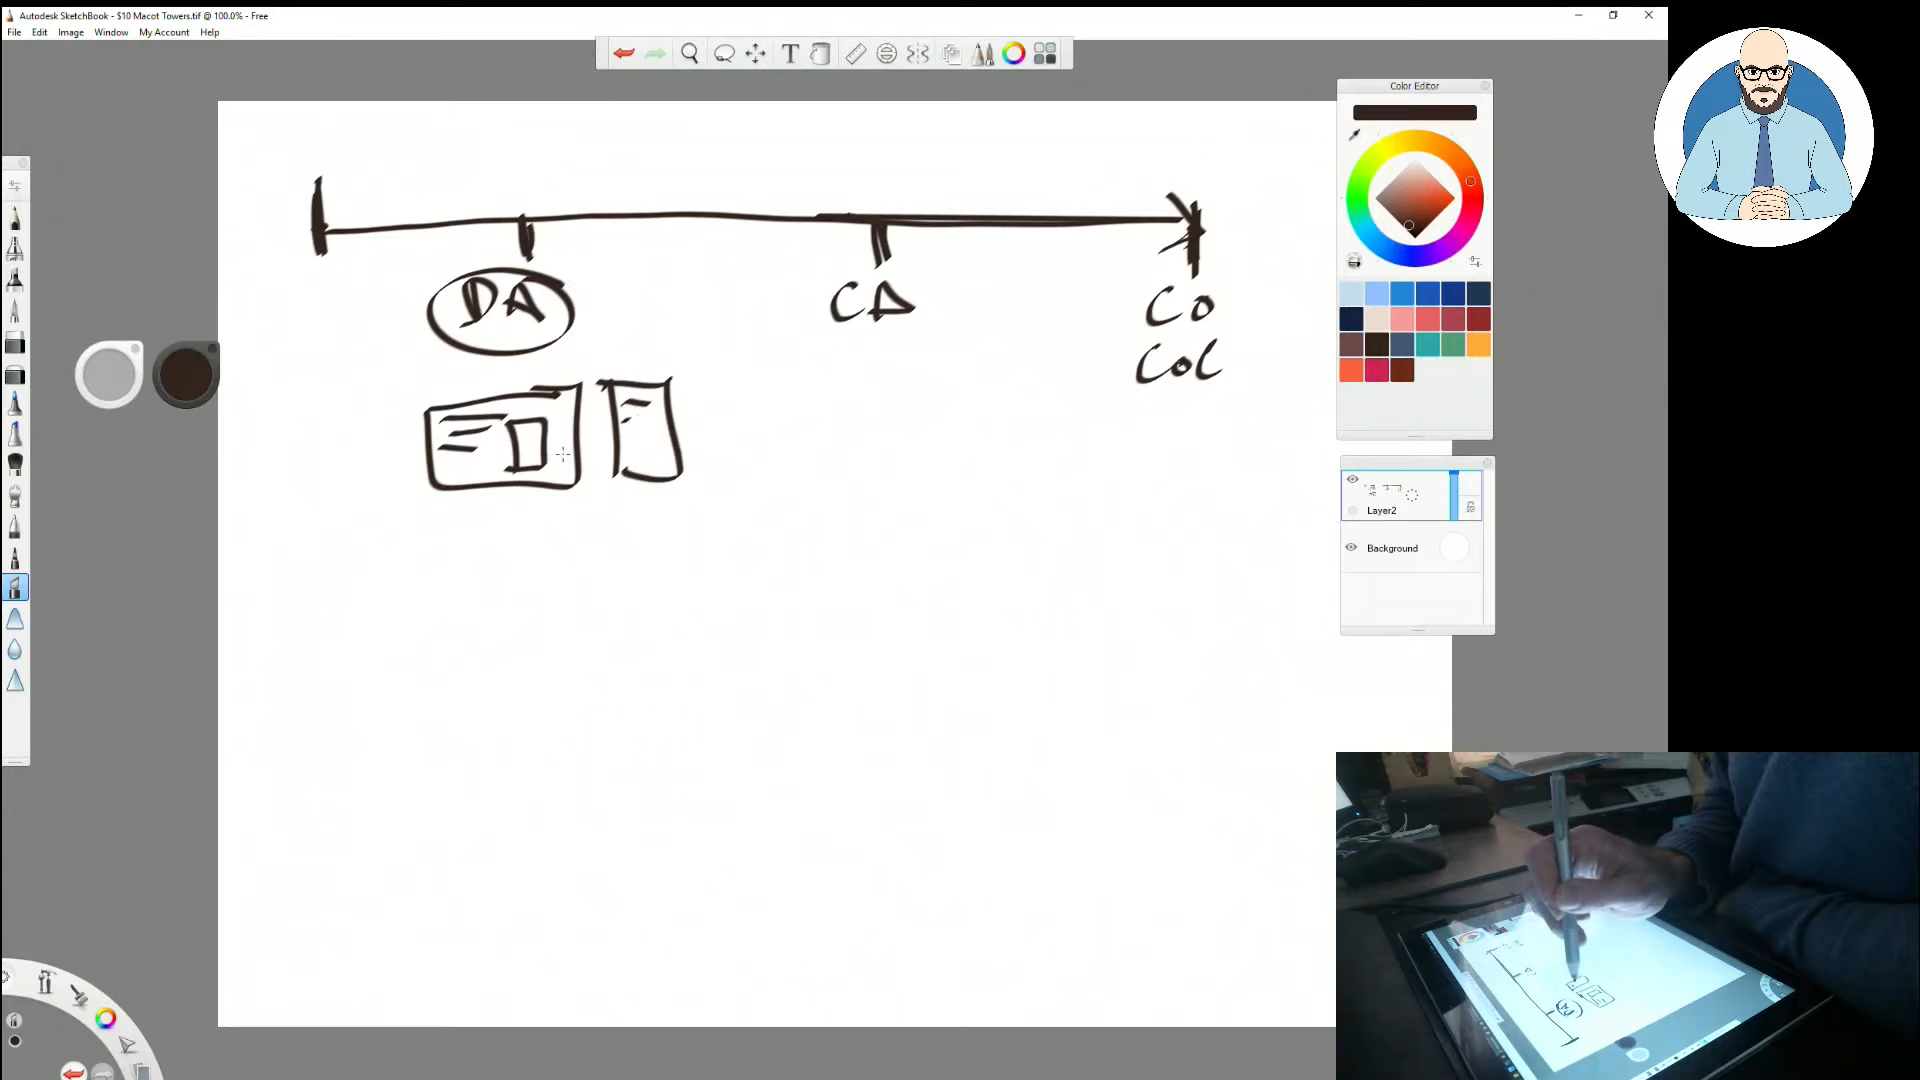 Autodesk SketchBook - $10 Macot Towers.tif @ 100.0% - Free
File Edit Image Window My Account Help
T
Color Editor
DA
CD
CO
COC
Layer2
Background